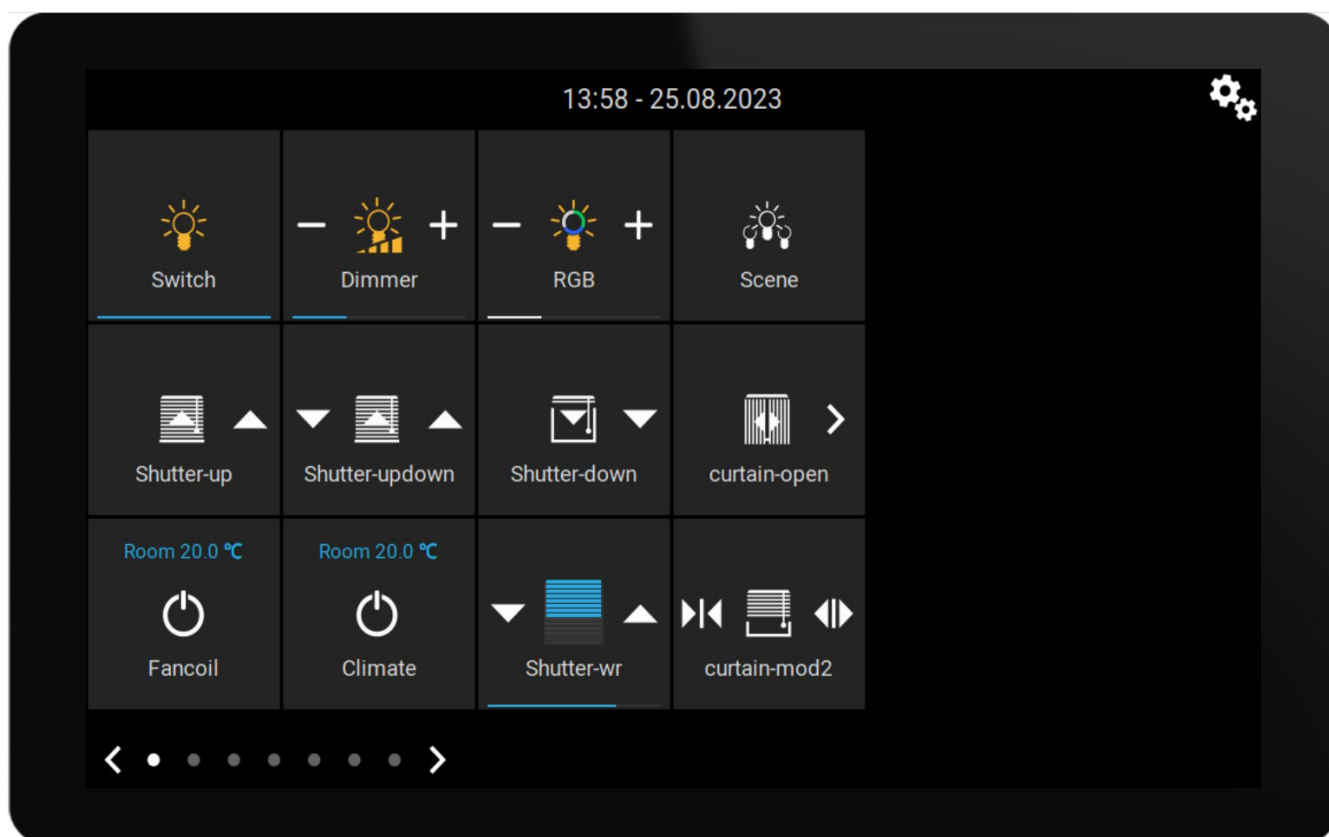 13:58 - 25.08.2023
Switch
Dimmer
RGB
Scene
Shutter-up
Shutter-updown
Shutter-down
curtain-open
Room 20.0 °C
Room 20.0 °C
Fancoil
Climate
Shutter-wr
curtain-mod2